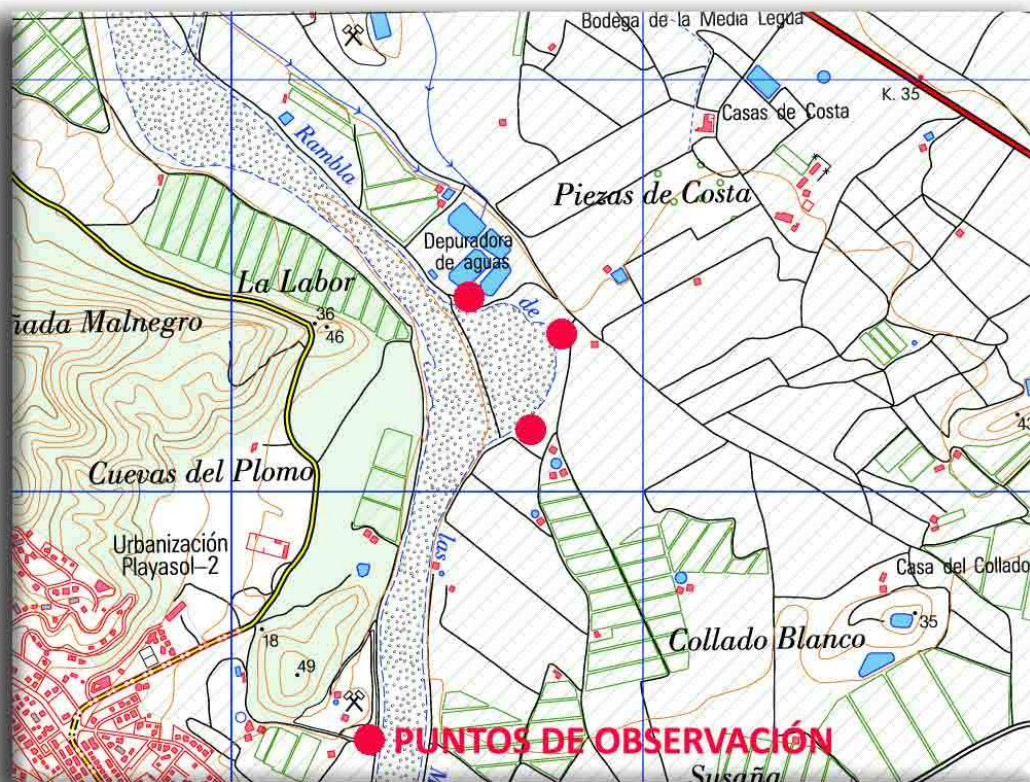 Bodega de la Media Legua
K. 35
Casas de Costa
Rambla
Piezas de Costa
Depuradora
de aguas
La Labor
de
36
46
ñada Malnegro
43
Cuevas del Plomo
Urbanización
Playasol-2
las
Casa del Collado
35
Collado Blanco
18
49
PUNTOS DE OBSERVACIÓN
M
Susaña